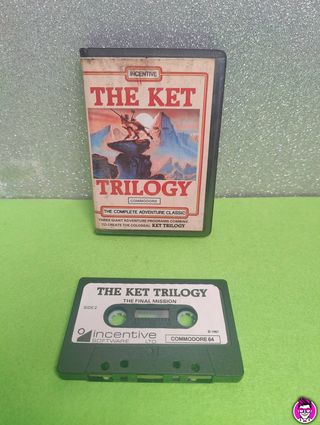 INCENTIVE
THE KET
TRILOGY
COMMODORE
THE COMPLETE ADVENTURE CLASSIC
THREE GIANT ADVENTURE PROGRAMS COMBINE
TO CREATE THE COLOSSAL KET TRILOGY
THE KET TRILOGY
THE FINAL MISSION
SIDE 2
incentive
SOFTWARE LTD
© 1987
COMMODORE 64